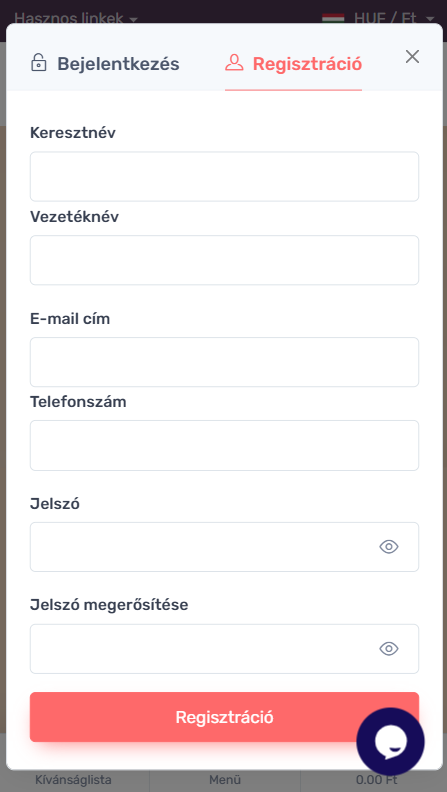 Hasznos linkek HUF / Ft
Bejelentkezés Regisztráció
Keresztnév
Vezetéknév
E-mail cím
Telefonszám
Jelszó
Jelszó megerősítése
Regisztráció
Kívánságlista Menü 0.00 Ft